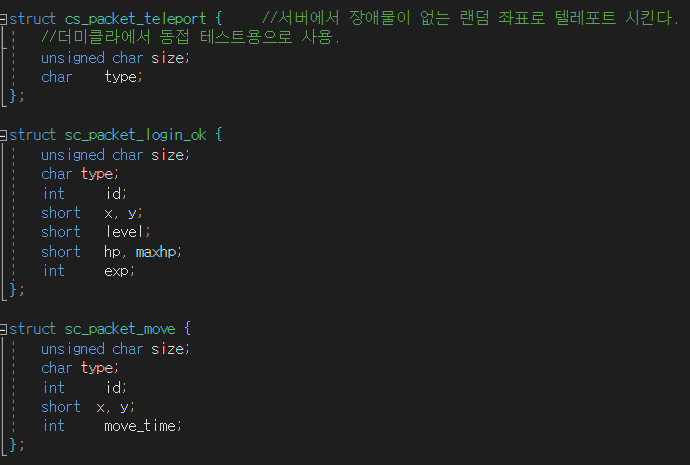 struct cs_packet_teleport {    //서버에서 장애물이 없는 랜덤 좌표로 텔레포트 시킨다.
    //더미클라에서 동접 테스트용으로 사용.
    unsigned char size;
    char    type;
};
struct sc_packet_login_ok {
    unsigned char size;
    char type;
    int     id;
    short   x, y;
    short   level;
    short   hp, maxhp;
    int     exp;
};
struct sc_packet_move {
    unsigned char size;
    char type;
    int     id;
    short  x, y;
    int     move_time;
};